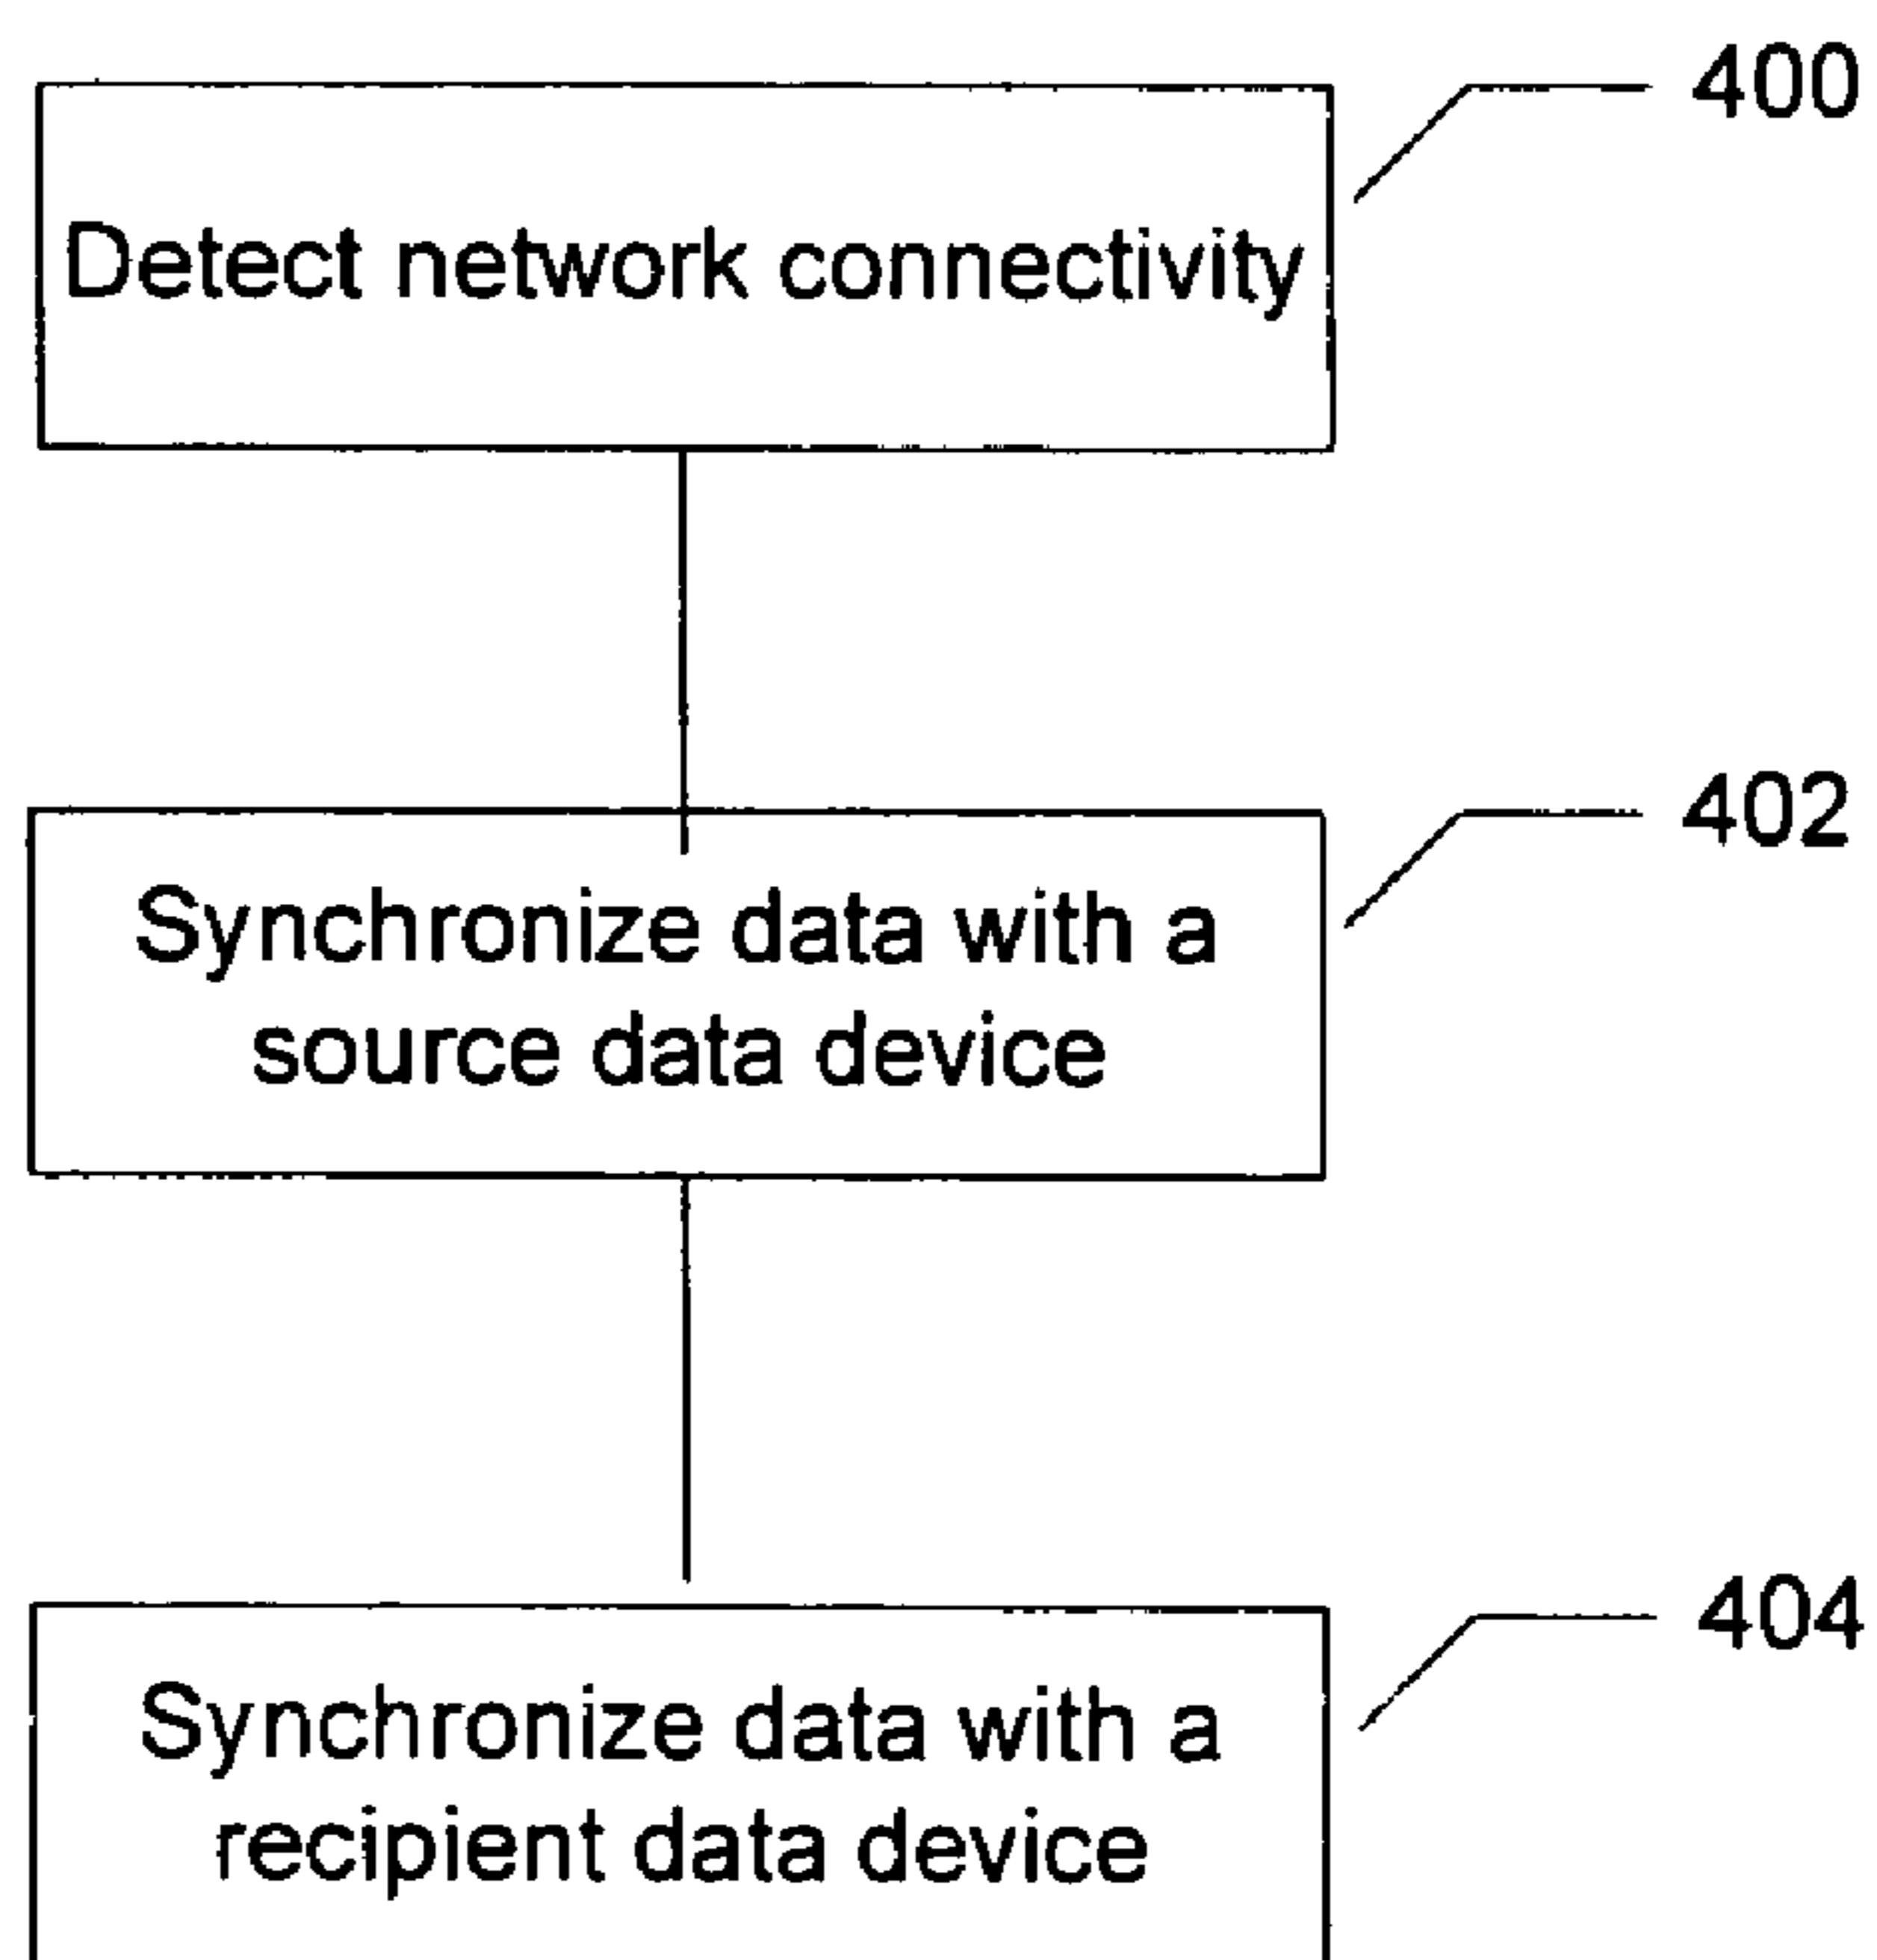 400
Detect network connectivity
402
Synchronize data with a
source data device
404
Synchronize data with a
recipient data device